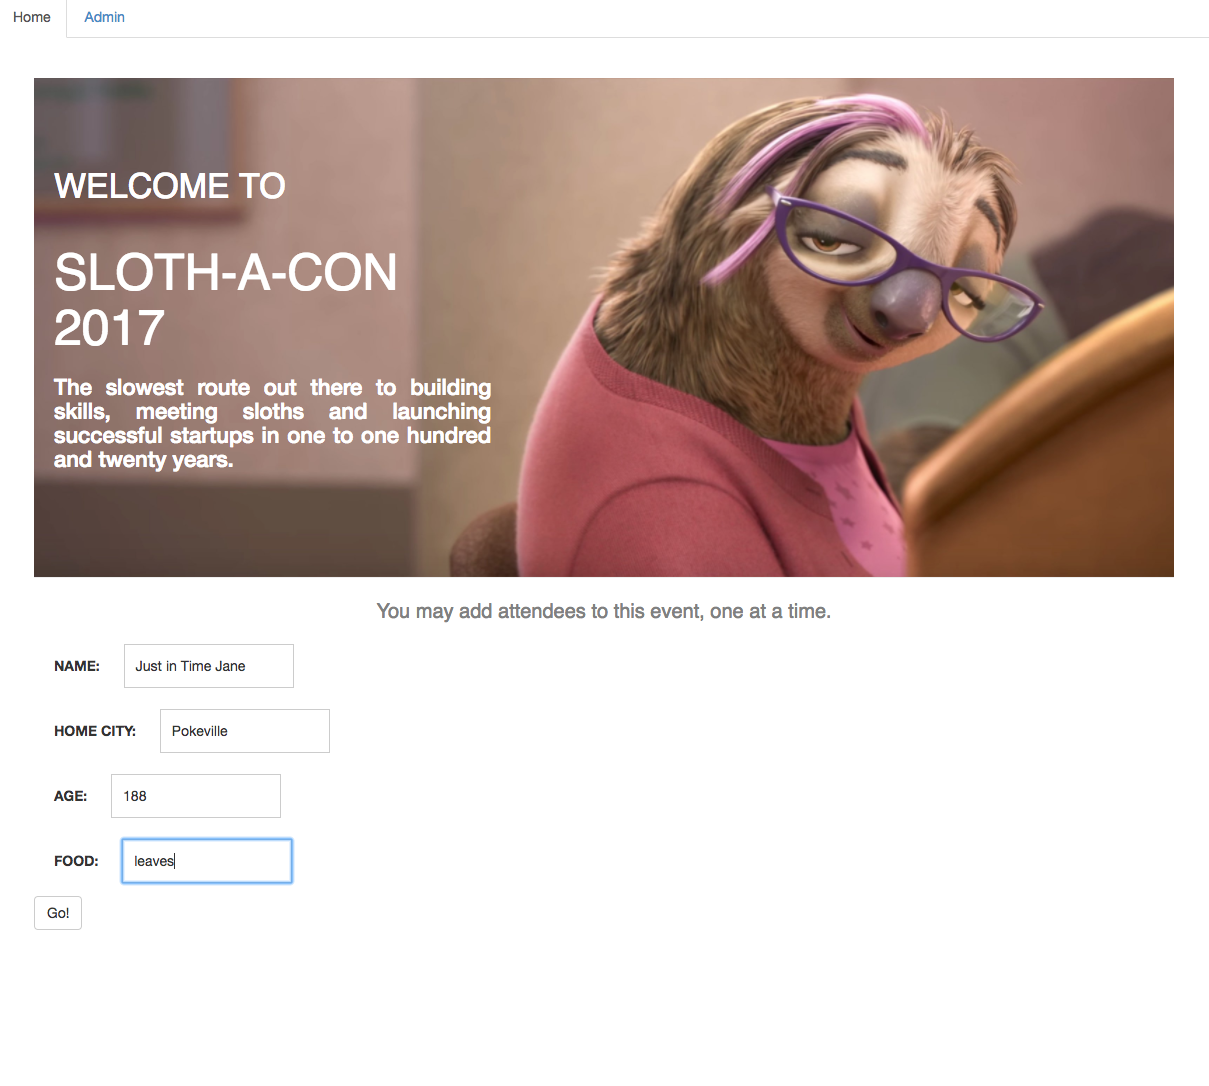 Home
Admin
WELCOME TO
SLOTH-A-CON
2017
The slowest route out there to building
skills, meeting sloths and launching
successful startups in one to one hundred
and twenty years.
You may add attendees to this event, one at a time.
NAME: Just in Time Jane
HOME CITY: Pokeville
AGE: 188
FOOD: leaves
Go!